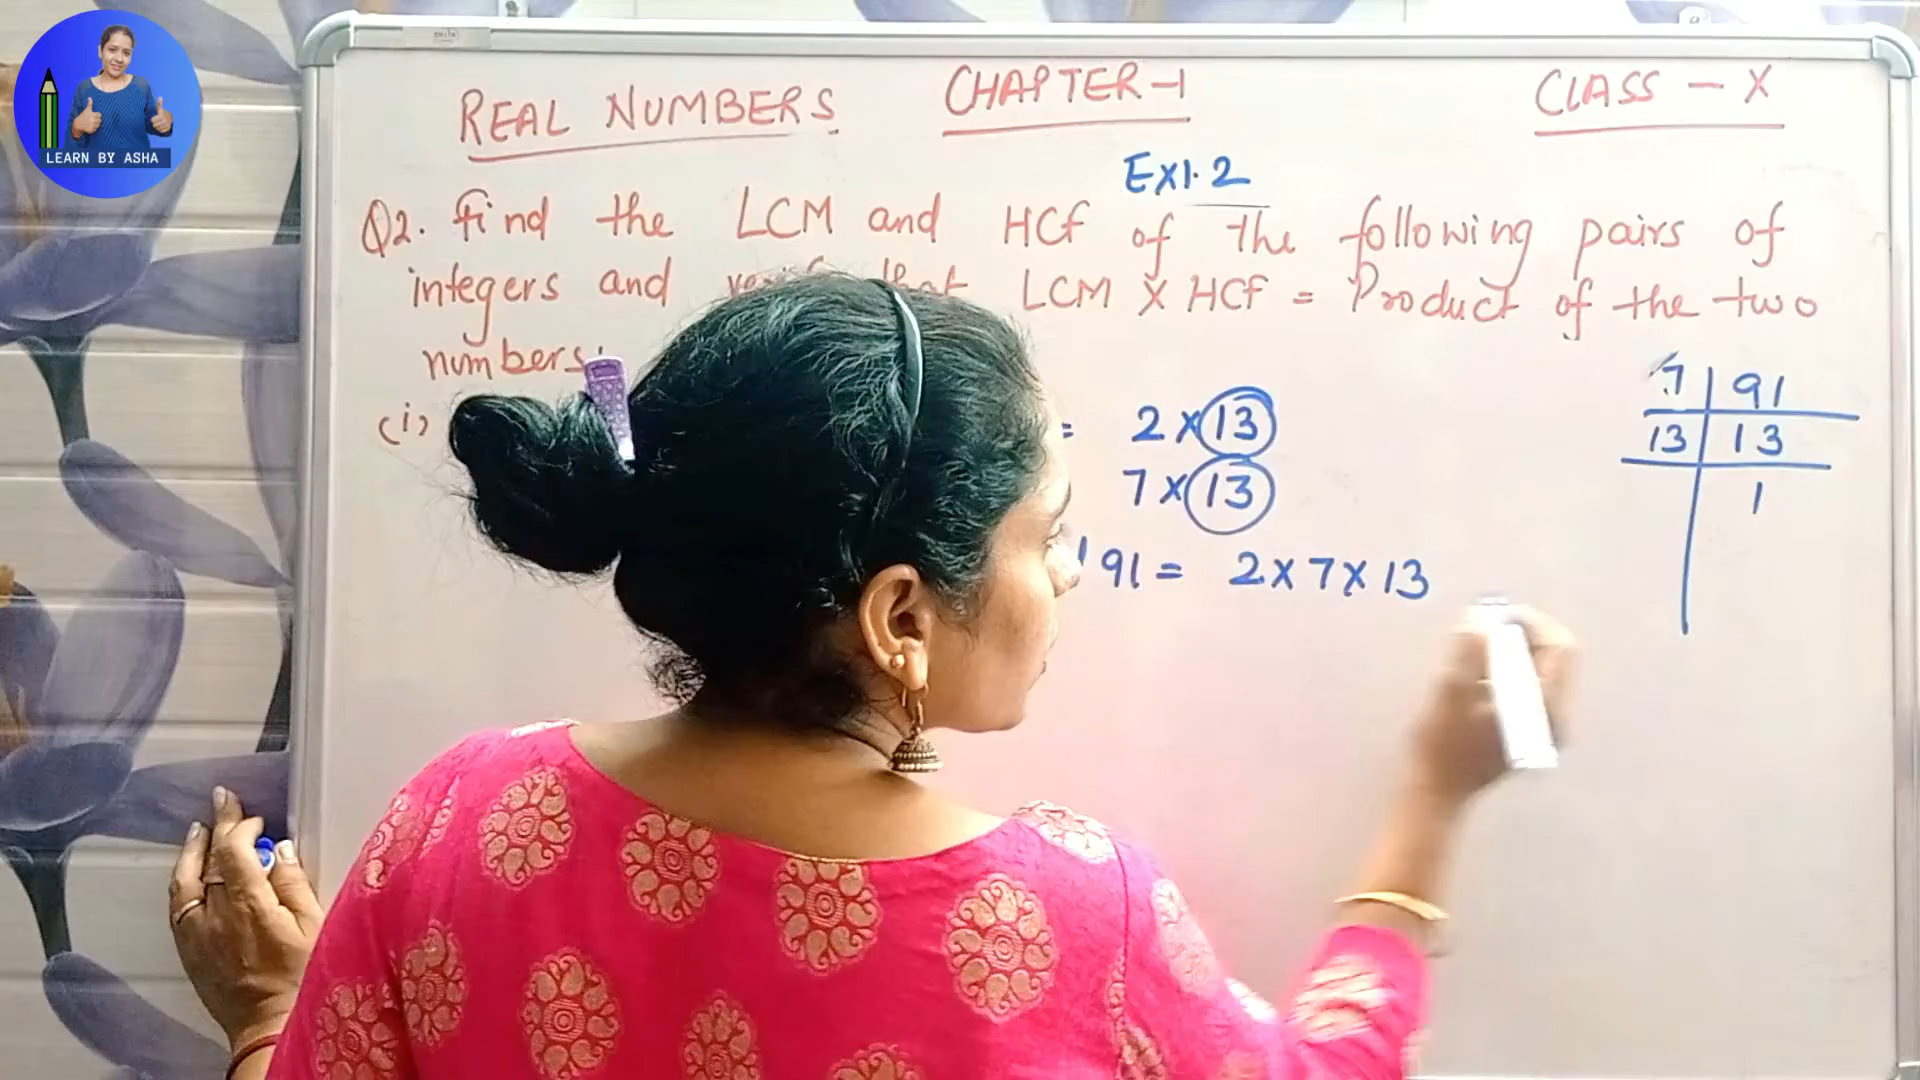 LEARN BY ASHA
REAL NUMBERS CHAPTER-1 CLASS - X
EX1.2
Q2. find the LCM and HCF of the following pairs of
integers and LCM X HCF = Product of the two
numbers.
(i) = 2 × 13
7 × 13
91 = 2 × 7 × 13
7 | 91
13 | 13
1